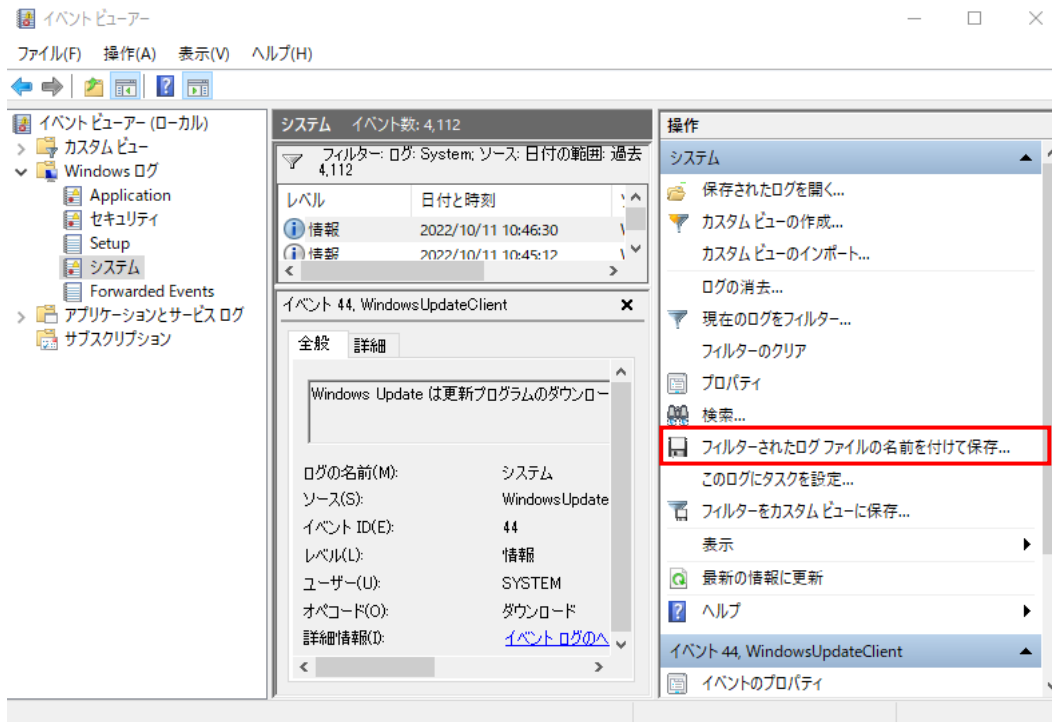 イベント ビューアー
ファイル(F) 操作(A) 表示(V) ヘルプ(H)
イベント ビューアー (ローカル)
カスタム ビュー
Windows ログ
Application
セキュリティ
Setup
システム
Forwarded Events
アプリケーションとサービス ログ
サブスクリプション
システム イベント数: 4,112
フィルター: ログ: System; ソース: 日付の範囲: 過去
4,112
レベル 日付と時刻
情報 2022/10/11 10:46:30
情報 2022/10/11 10:45:12
イベント 44, WindowsUpdateClient
全般 詳細
Windows Update は更新プログラムのダウンロー
ログの名前(M): システム
ソース(S): WindowsUpdate
イベント ID(E): 44
レベル(L): 情報
ユーザー(U): SYSTEM
オペコード(O): ダウンロード
詳細情報(I): イベント ログのヘ
操作
システム
保存されたログを開く...
カスタム ビューの作成...
カスタム ビューのインポート...
ログの消去...
現在のログをフィルター...
フィルターのクリア
プロパティ
検索...
フィルターされたログ ファイルの名前を付けて保存...
このログにタスクを設定...
フィルターをカスタム ビューに保存...
表示
最新の情報に更新
ヘルプ
イベント 44, WindowsUpdateClient
イベントのプロパティ